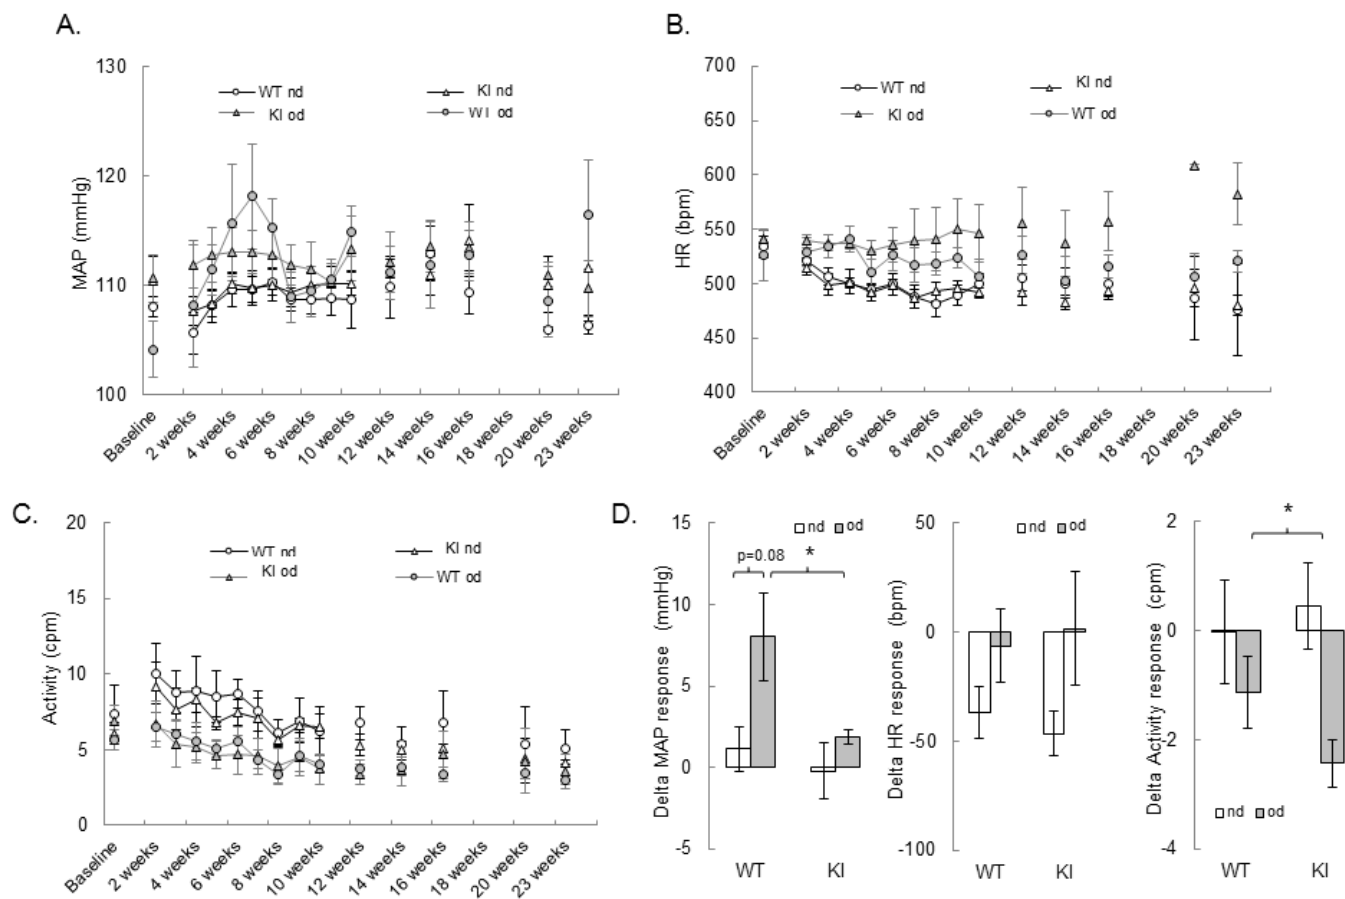 A.
130
120
110
100
MAP (mmHg)
WT nd
KI nd
KI od
WT od
Baseline
2 weeks
4 weeks
6 weeks
8 weeks
10 weeks
12 weeks
14 weeks
16 weeks
18 weeks
20 weeks
23 weeks
B.
700
650
600
550
500
450
400
HR (bpm)
WT nd
KI nd
KI od
WT od
Baseline
2 weeks
4 weeks
6 weeks
8 weeks
10 weeks
12 weeks
14 weeks
16 weeks
18 weeks
20 weeks
23 weeks
C.
20
15
10
5
0
Activity (cpm)
WT nd
KI nd
KI od
WT od
Baseline
2 weeks
4 weeks
6 weeks
8 weeks
10 weeks
12 weeks
14 weeks
16 weeks
18 weeks
20 weeks
23 weeks
D.
15
10
5
0
-5
Delta MAP response (mmHg)
nd od
p=0.08
*
WT KI
50
0
-50
-100
Delta HR response (bpm)
nd od
WT KI
2
0
-2
-4
Delta Activity response (cpm)
*
nd od
WT KI